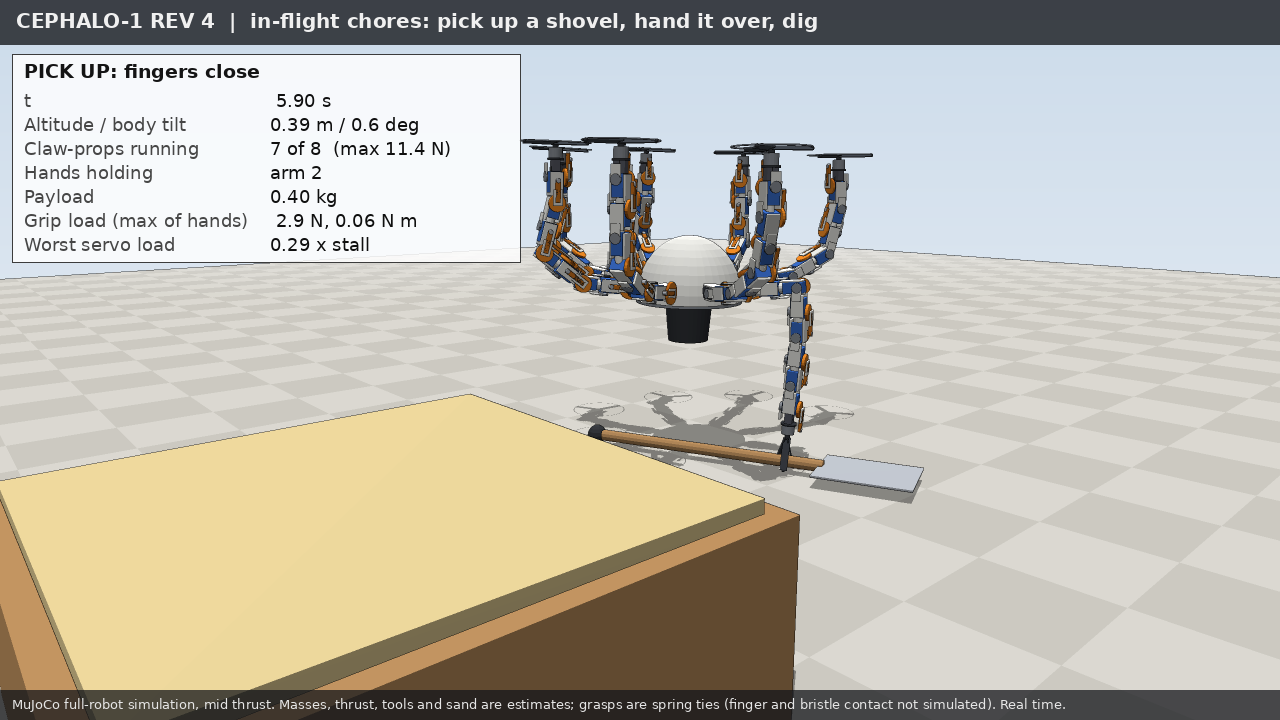 CEPHALO-1 REV 4 | in-flight chores: pick up a shovel, hand it over, dig
PICK UP: fingers close
t 5.90 s
Altitude / body tilt 0.39 m / 0.6 deg
Claw-props running 7 of 8 (max 11.4 N)
Hands holding arm 2
Payload 0.40 kg
Grip load (max of hands) 2.9 N, 0.06 N m
Worst servo load 0.29 x stall
MuJoCo full-robot simulation, mid thrust. Masses, thrust, tools and sand are estimates; grasps are spring ties (finger and bristle contact not simulated). Real time.